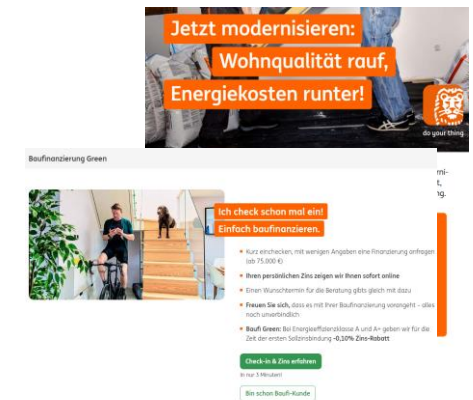 Jetzt modernisieren:
Wohnqualität rauf,
Energiekosten runter!
do your thing
Baufinanzierung Green
Ich check schon mal ein!
Einfach baufinanzieren.
Kurz einchecken, mit wenigen Angaben eine Finanzierung anfragen
(ab 75.000 €)
Ihren persönlichen Zins zeigen wir Ihnen sofort online
Einen Wunschtermin für die Beratung gibts gleich mit dazu
Freuen Sie sich, dass es mit Ihrer Baufinanzierung vorangeht – alles
noch unverbindlich
Baufi Green: Bei Energieeffizienzklasse A und A+ geben wir für die
Zeit der ersten Sollzinsbindung -0,10% Zins-Rabatt
Check-in & Zins erfahren
In nur 3 Minuten!
Bin schon Baufi-Kunde